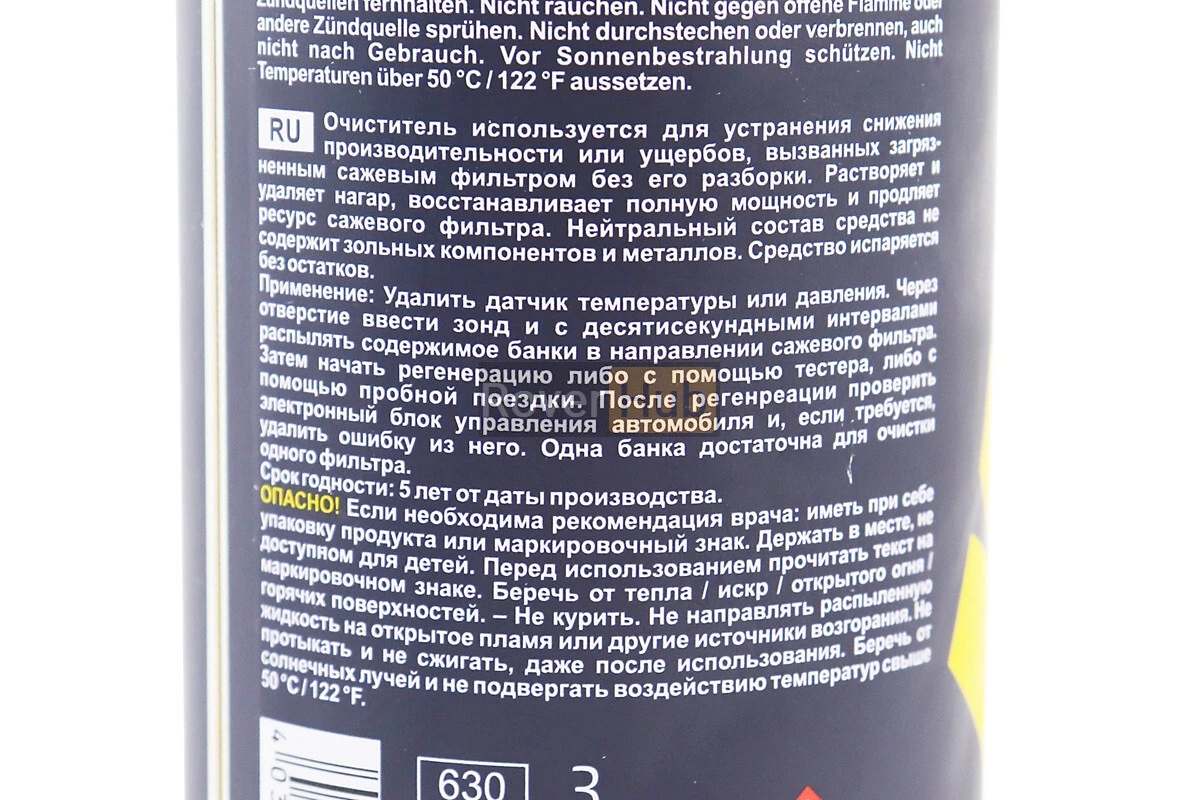 Zündquellen fernhalten. Nicht rauchen. Nicht gegen offene Flamme oder
andere Zündquelle sprühen. Nicht durchstechen oder verbrennen, auch
nicht nach Gebrauch. Vor Sonnenbestrahlung schützen. Nicht
Temperaturen über 50 °C / 122 °F aussetzen.
RU Очиститель используется для устранения снижения
производительности или ущербов, вызванных загряз-
ненным сажевым фильтром без его разборки. Растворяет и
удаляет нагар, восстанавливает полную мощность и продляет
ресурс сажевого фильтра. Нейтральный состав средства не
содержит зольных компонентов и металлов. Средство испаряется
без остатков.
Применение: Удалить датчик температуры или давления. Через
отверстие ввести зонд и с десятисекундными интервалами
распылять содержимое банки в направлении сажевого фильтра.
Затем начать регенерацию либо с помощью тестера, либо с
помощью пробной поездки. После регенреации проверить
электронный блок управления автомобиля и, если требуется,
удалить ошибку из него. Одна банка достаточна для очистки
одного фильтра.
Срок годности: 5 лет от даты производства.
ОПАСНО! Если необходима рекомендация врача: иметь при себе
упаковку продукта или маркировочный знак. Держать в месте, не
доступном для детей. Перед использованием прочитать текст на
маркировочном знаке. Беречь от тепла / искр / открытого огня /
горячих поверхностей. – Не курить. Не направлять распыленную
жидкость на открытое пламя или другие источники возгорания. Не
протыкать и не сжигать, даже после использования. Беречь от
солнечных лучей и не подвергать воздействию температур свыше
50 °C / 122 °F.
RoverHub
630 3